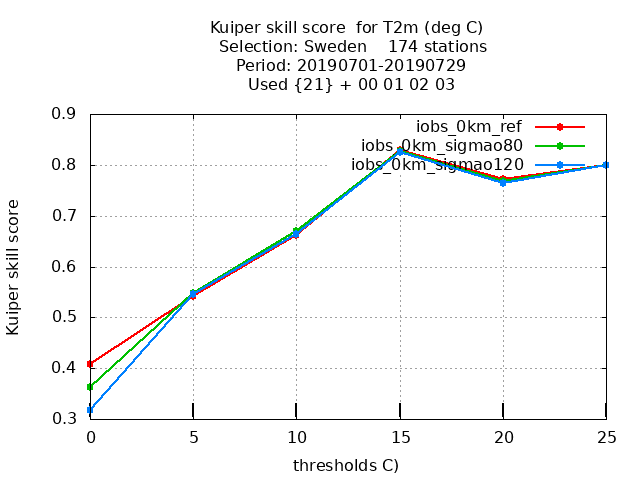 Kuiper skill score  for T2m (deg C)
Selection: Sweden    174 stations
Period: 20190701-20190729
Used {21} + 00 01 02 03
iobs_0km_ref
iobs_0km_sigmao80
iobs_0km_sigmao120
Kuiper skill score
0.9
0.8
0.7
0.6
0.5
0.4
0.3
0 5 10 15 20 25
thresholds C)